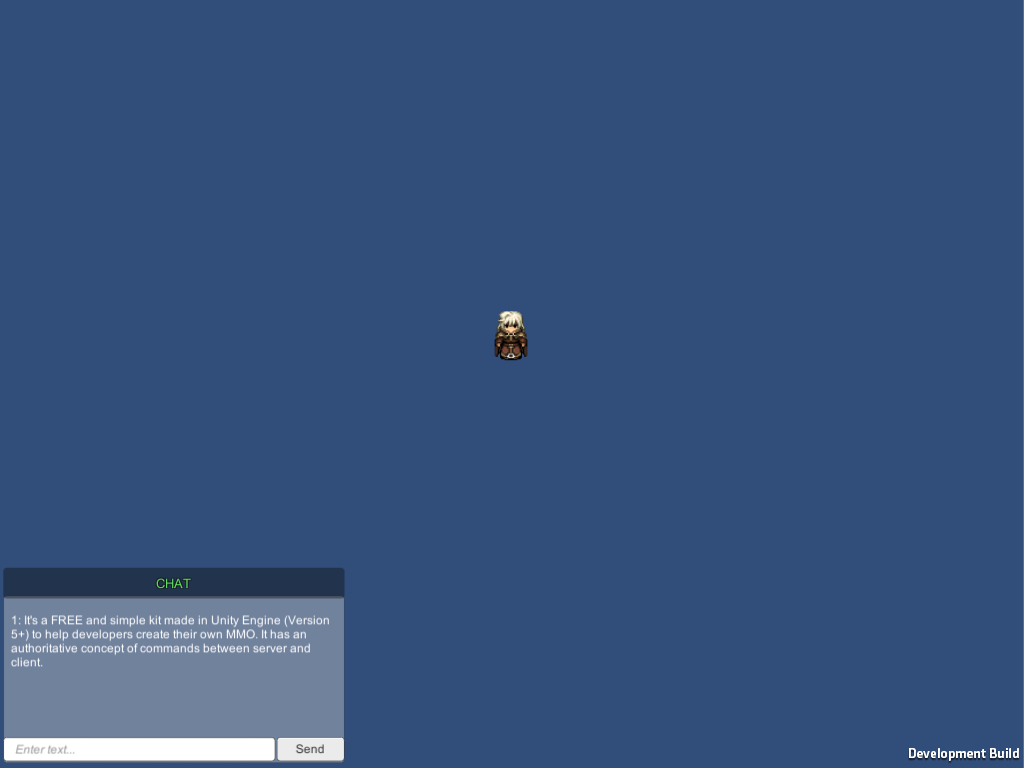 CHAT
1: It's a FREE and simple kit made in Unity Engine (Version
5+) to help developers create their own MMO. It has an
authoritative concept of commands between server and
client.
Enter text...
Send
Development Build